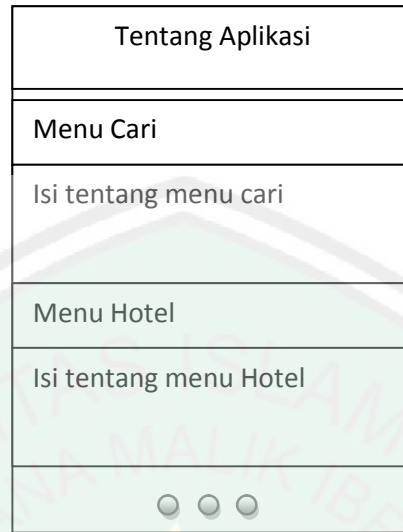 Tentang Aplikasi
Menu Cari
Isi tentang menu cari
Menu Hotel
Isi tentang menu Hotel